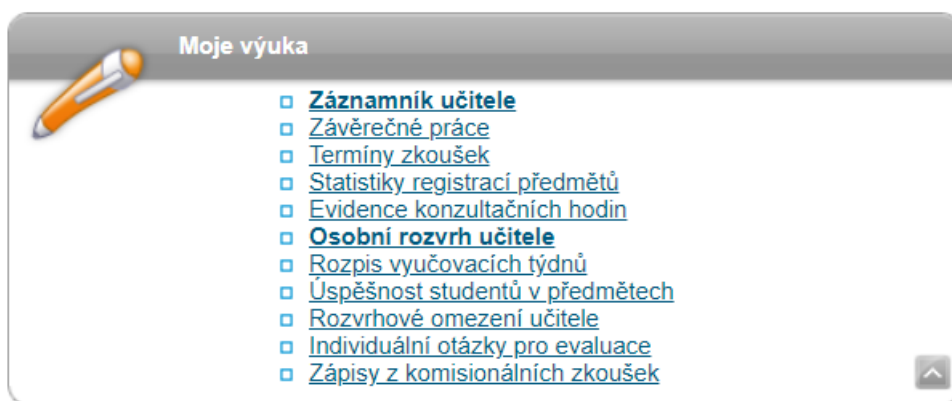 Moje výuka
Záznamník učitele
Závěrečné práce
Termíny zkoušek
Statistiky registrací předmětů
Evidence konzultačních hodin
Osobní rozvrh učitele
Rozpis vyučovacích týdnů
Úspěšnost studentů v předmětech
Rozvrhové omezení učitele
Individuální otázky pro evaluace
Zápisy z komisionálních zkoušek